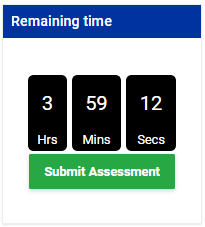 Remaining time
3 59 12
Hrs Mins Secs
Submit Assessment